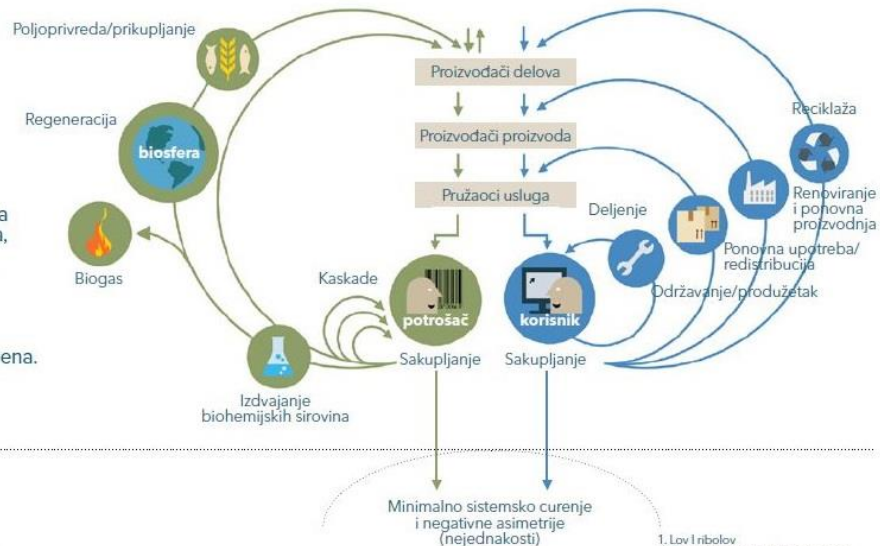 Poljoprivreda/prikupljanje
Regeneracija
biosfera
Biogas
a
,
ena.
Kaskade
Izdvajanje
biohemijskih sirovina
Proizvođači delova
Proizvođači proizvoda
Pružaoci usluga
potrošač
korisnik
Sakupljanje
Sakupljanje
Deljenje
Održavanje/produžetak
Ponovna upotreba/
redistribucija
Renoviranje
i ponovna
proizvodnja
Reciklaža
Minimalno sistemsko curenje
i negativne asimetrije
(nejednakosti)
1. Lov I ribolov